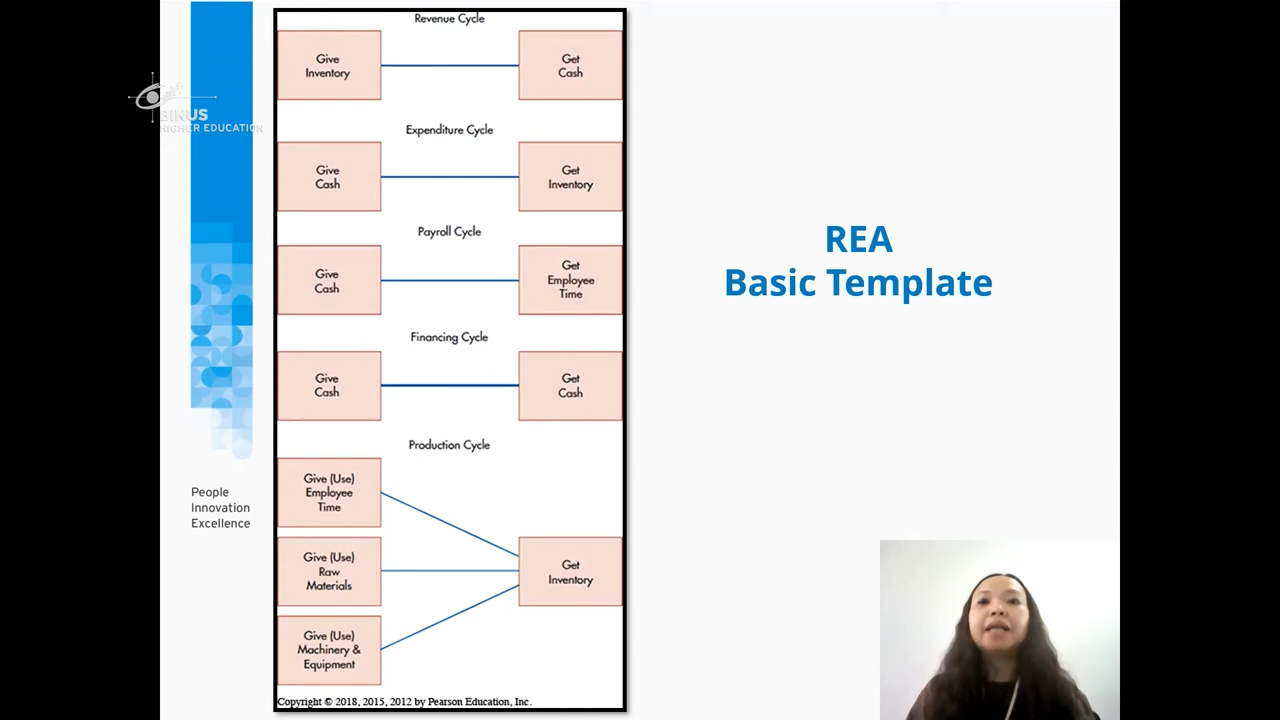 BINUS
HIGHER EDUCATION
People
Innovation
Excellence
Revenue Cycle
Give
Inventory
Get
Cash
Expenditure Cycle
Give
Cash
Get
Inventory
Payroll Cycle
Give
Cash
Get
Employee
Time
Financing Cycle
Give
Cash
Get
Cash
Production Cycle
Give (Use)
Employee
Time
Give (Use)
Raw
Materials
Give (Use)
Machinery &
Equipment
Get
Inventory
Copyright © 2018, 2015, 2012 by Pearson Education, Inc.
REA
Basic Template